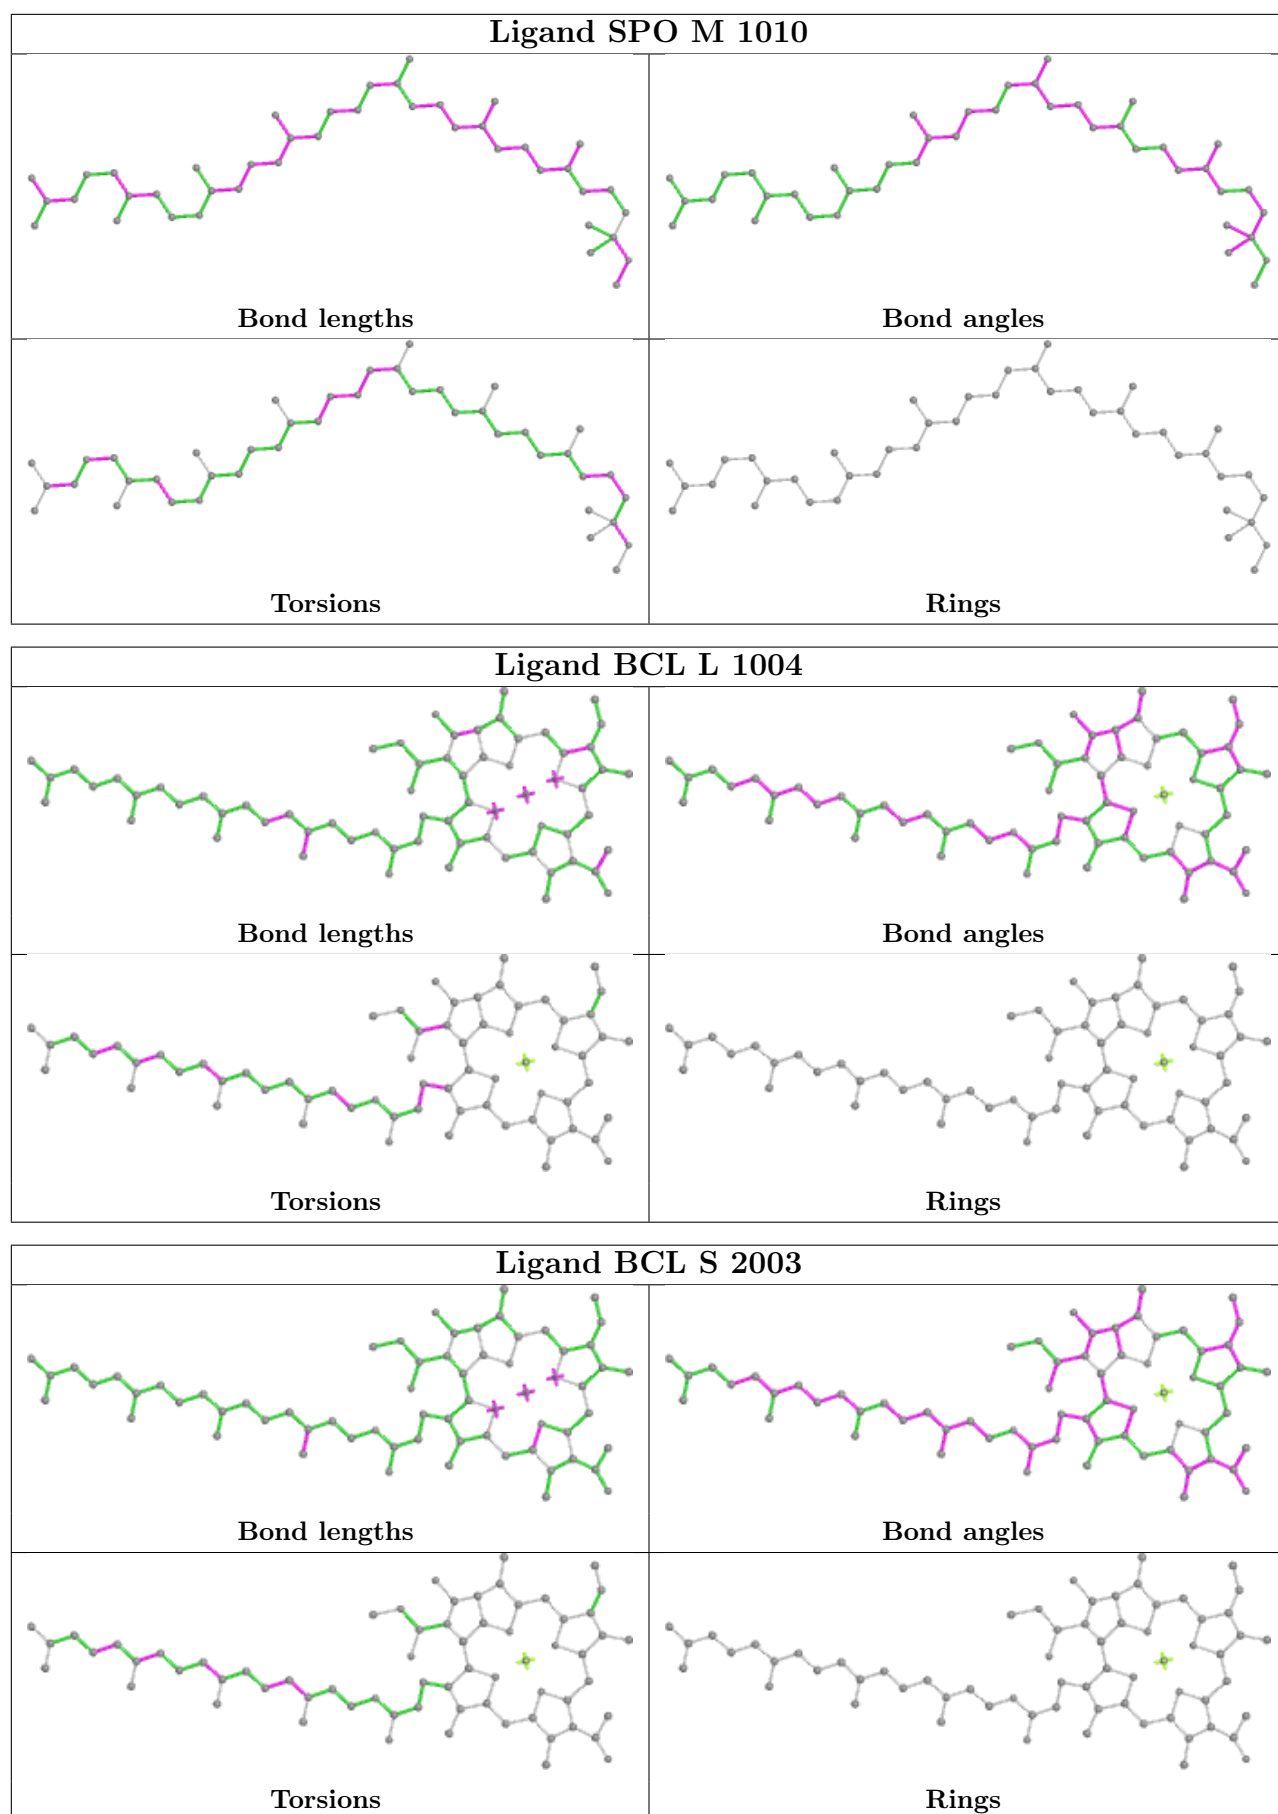 Ligand SPO M 1010
Bond lengths
Bond angles
Torsions
Rings
Ligand BCL L 1004
Bond lengths
Bond angles
Torsions
Rings
Ligand BCL S 2003
Bond lengths
Bond angles
Torsions
Rings